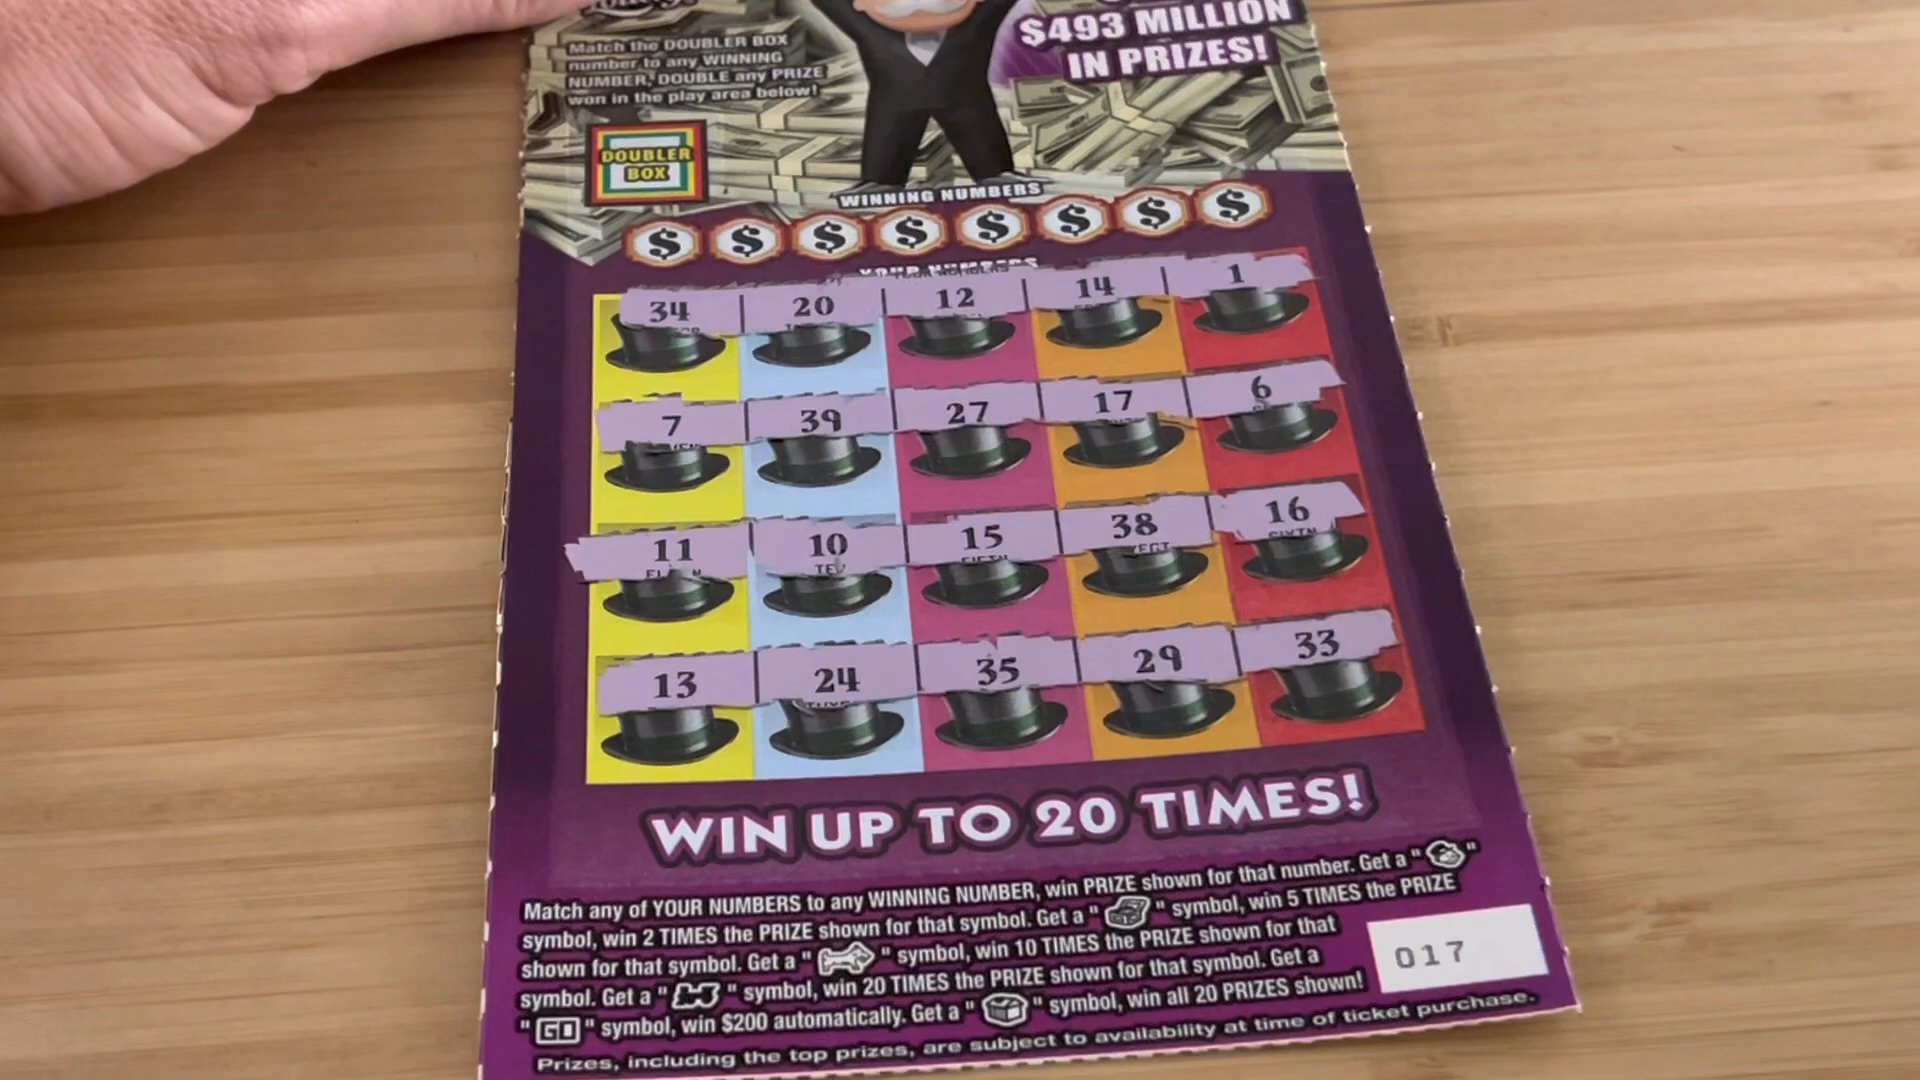 $493 MILLION
IN PRIZES!
Match the DOUBLER BOX
number to any WINNING
NUMBER, DOUBLE any PRIZE
won in the play area below!
DOUBLER
BOX
WINNING NUMBERS
$ $ $ $ $ $ $ $
YOUR NUMBERS
34 20 12 14 1
7 39 27 17 6
11 10 15 38 16
13 24 35 29 33
WIN UP TO 20 TIMES!
Match any of YOUR NUMBERS to any WINNING NUMBER, win PRIZE shown for that number. Get a " "
symbol, win 2 TIMES the PRIZE shown for that symbol. Get a " " symbol, win 5 TIMES the PRIZE
shown for that symbol. Get a " " symbol, win 10 TIMES the PRIZE shown for that
symbol. Get a " " symbol, win 20 TIMES the PRIZE shown for that symbol. Get a
"GO" symbol, win $200 automatically. Get a " " symbol, win all 20 PRIZES shown!
Prizes, including the top prizes, are subject to availability at time of ticket purchase.
017